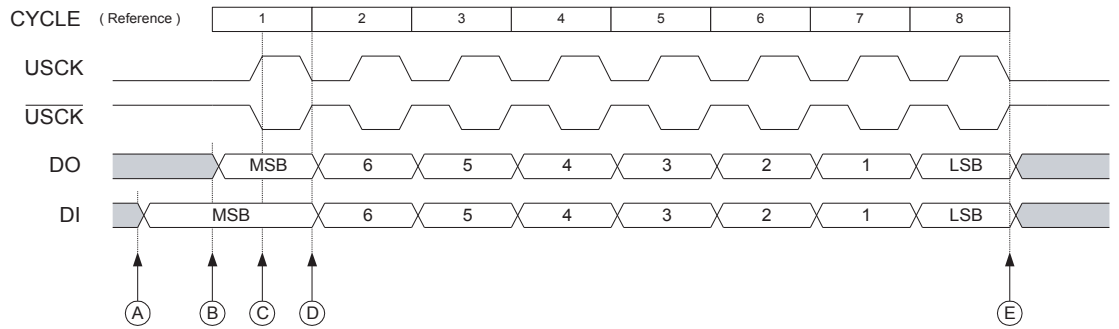 CYCLE ( Reference ) 1 2 3 4 5 6 7 8
USCK
USCK
DO MSB 6 5 4 3 2 1 LSB
DI MSB 6 5 4 3 2 1 LSB
A B C D E